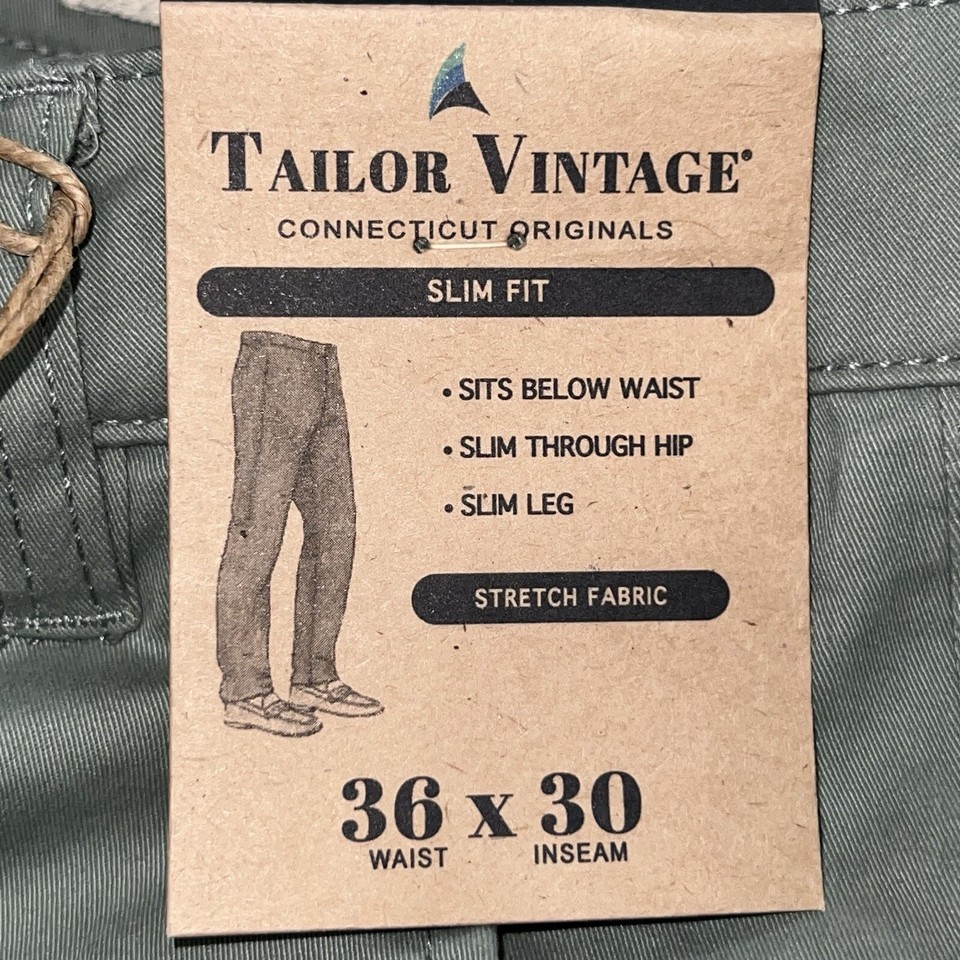 TAILOR VINTAGE®
CONNECTICUT ORIGINALS
SLIM FIT
• SITS BELOW WAIST
• SLIM THROUGH HIP
• SLIM LEG
STRETCH FABRIC
36 x 30
WAIST INSEAM